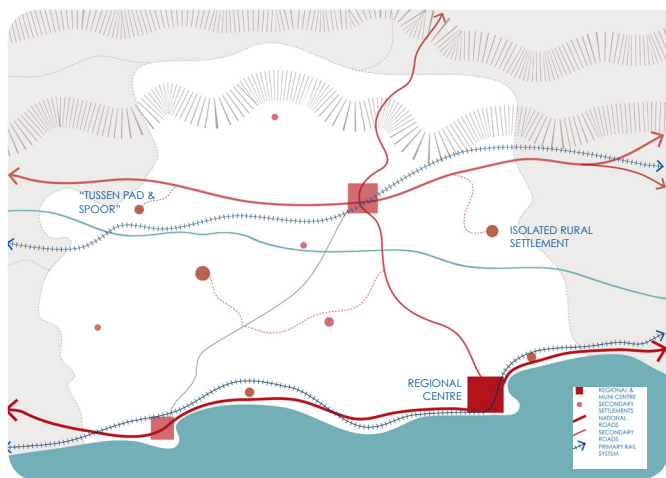 "TUSSEN PAD &
SPOOR"
ISOLATED RURAL
SETTLEMENT
REGIONAL
CENTRE
REGIONAL &
MUNI CENTRE
SECONDARY
SETTLEMENTS
NATIONAL
ROADS
SECONDARY
ROADS
PRIMARY RAIL
SYSTEM